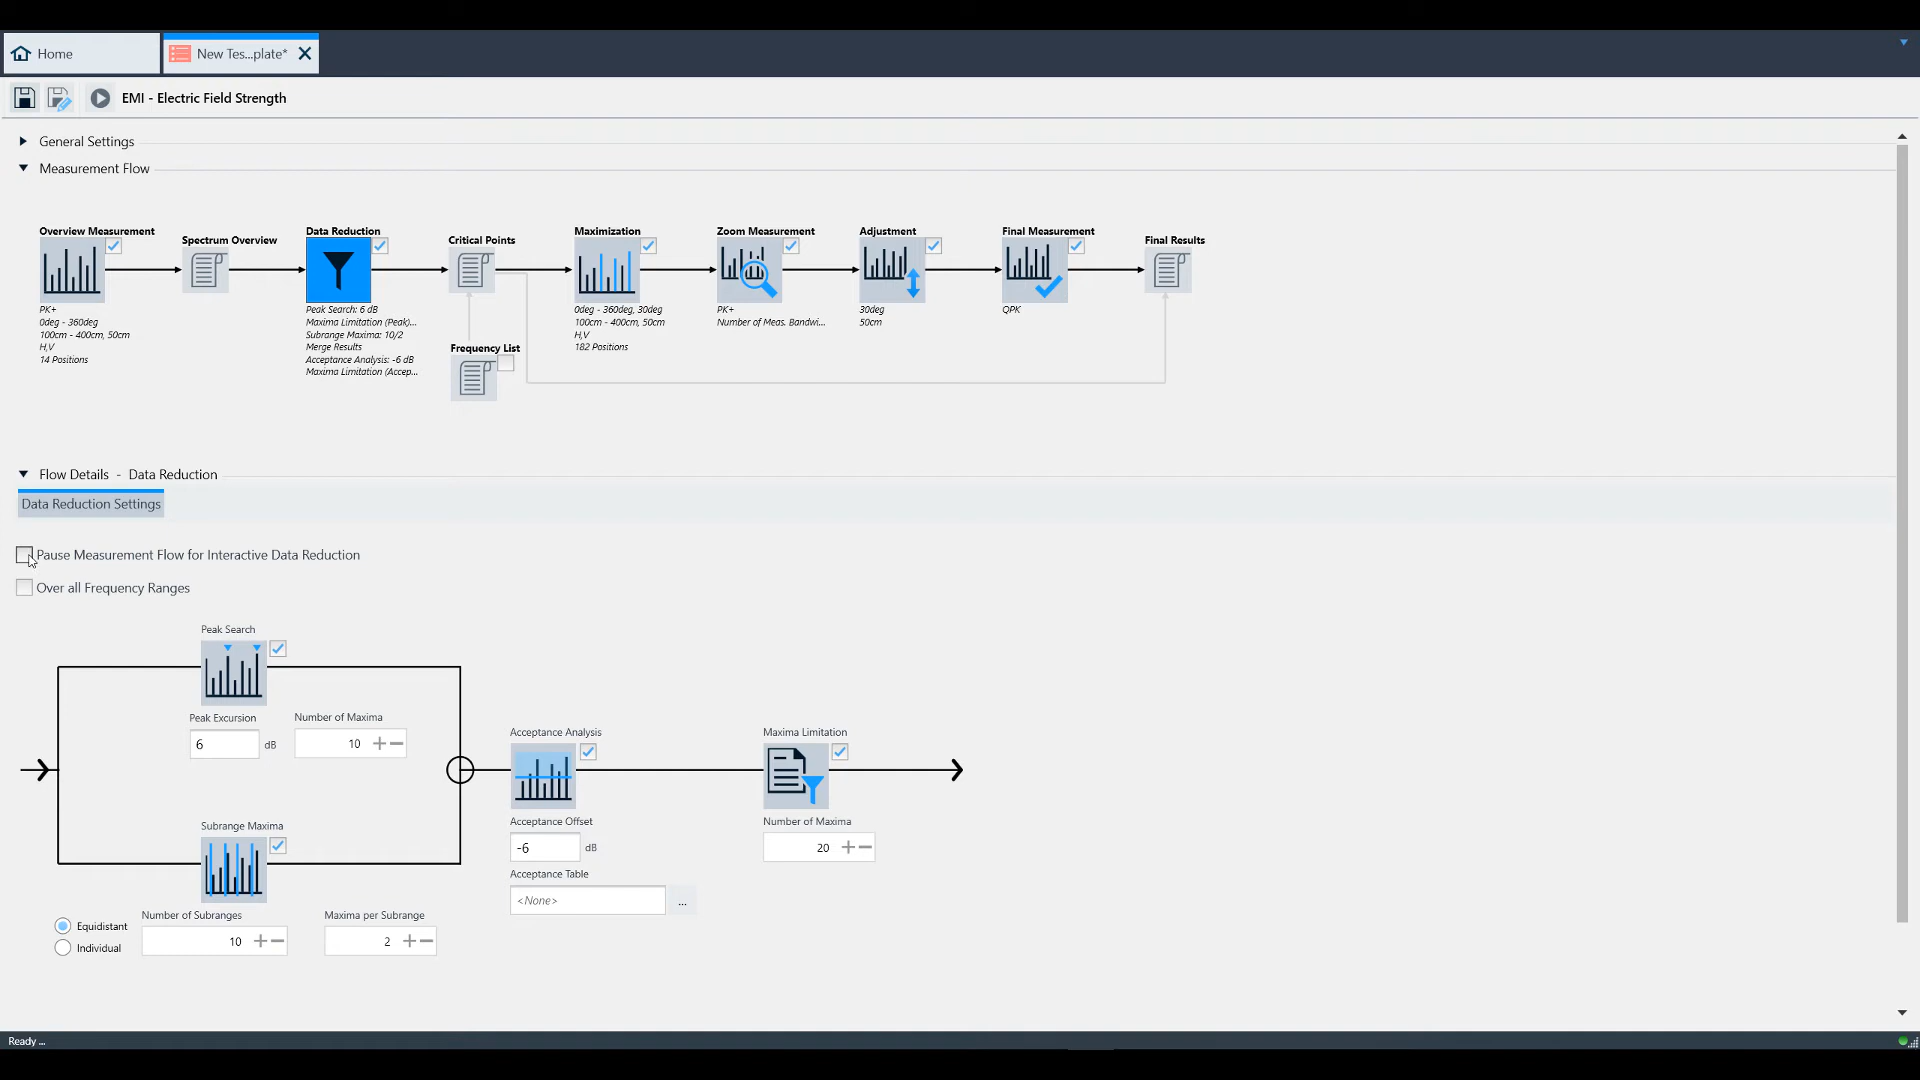 Home
New Tes...plate*
EMI - Electric Field Strength
General Settings
Measurement Flow
Overview Measurement
Spectrum Overview
Data Reduction
Critical Points
Maximization
Zoom Measurement
Adjustment
Final Measurement
Final Results
PK+
0deg - 360deg
100cm - 400cm, 50cm
H,V
14 Positions
Peak Search: 6 dB
Maxima Limitation (Peak)...
Subrange Maxima: 10/2
Merge Results
Acceptance Analysis: -6 dB
Maxima Limitation (Accep...
Frequency List
0deg - 360deg, 30deg
100cm - 400cm, 50cm
H,V
182 Positions
PK+
Number of Meas. Bandwi...
30deg
50cm
QPK
Flow Details - Data Reduction
Data Reduction Settings
Pause Measurement Flow for Interactive Data Reduction
Over all Frequency Ranges
Peak Search
Peak Excursion
Number of Maxima
6 dB
10
Acceptance Analysis
Maxima Limitation
Acceptance Offset
Number of Maxima
-6 dB
20
Subrange Maxima
Acceptance Table
<None>
...
Number of Subranges
Maxima per Subrange
Equidistant
10
2
Individual
Ready ...